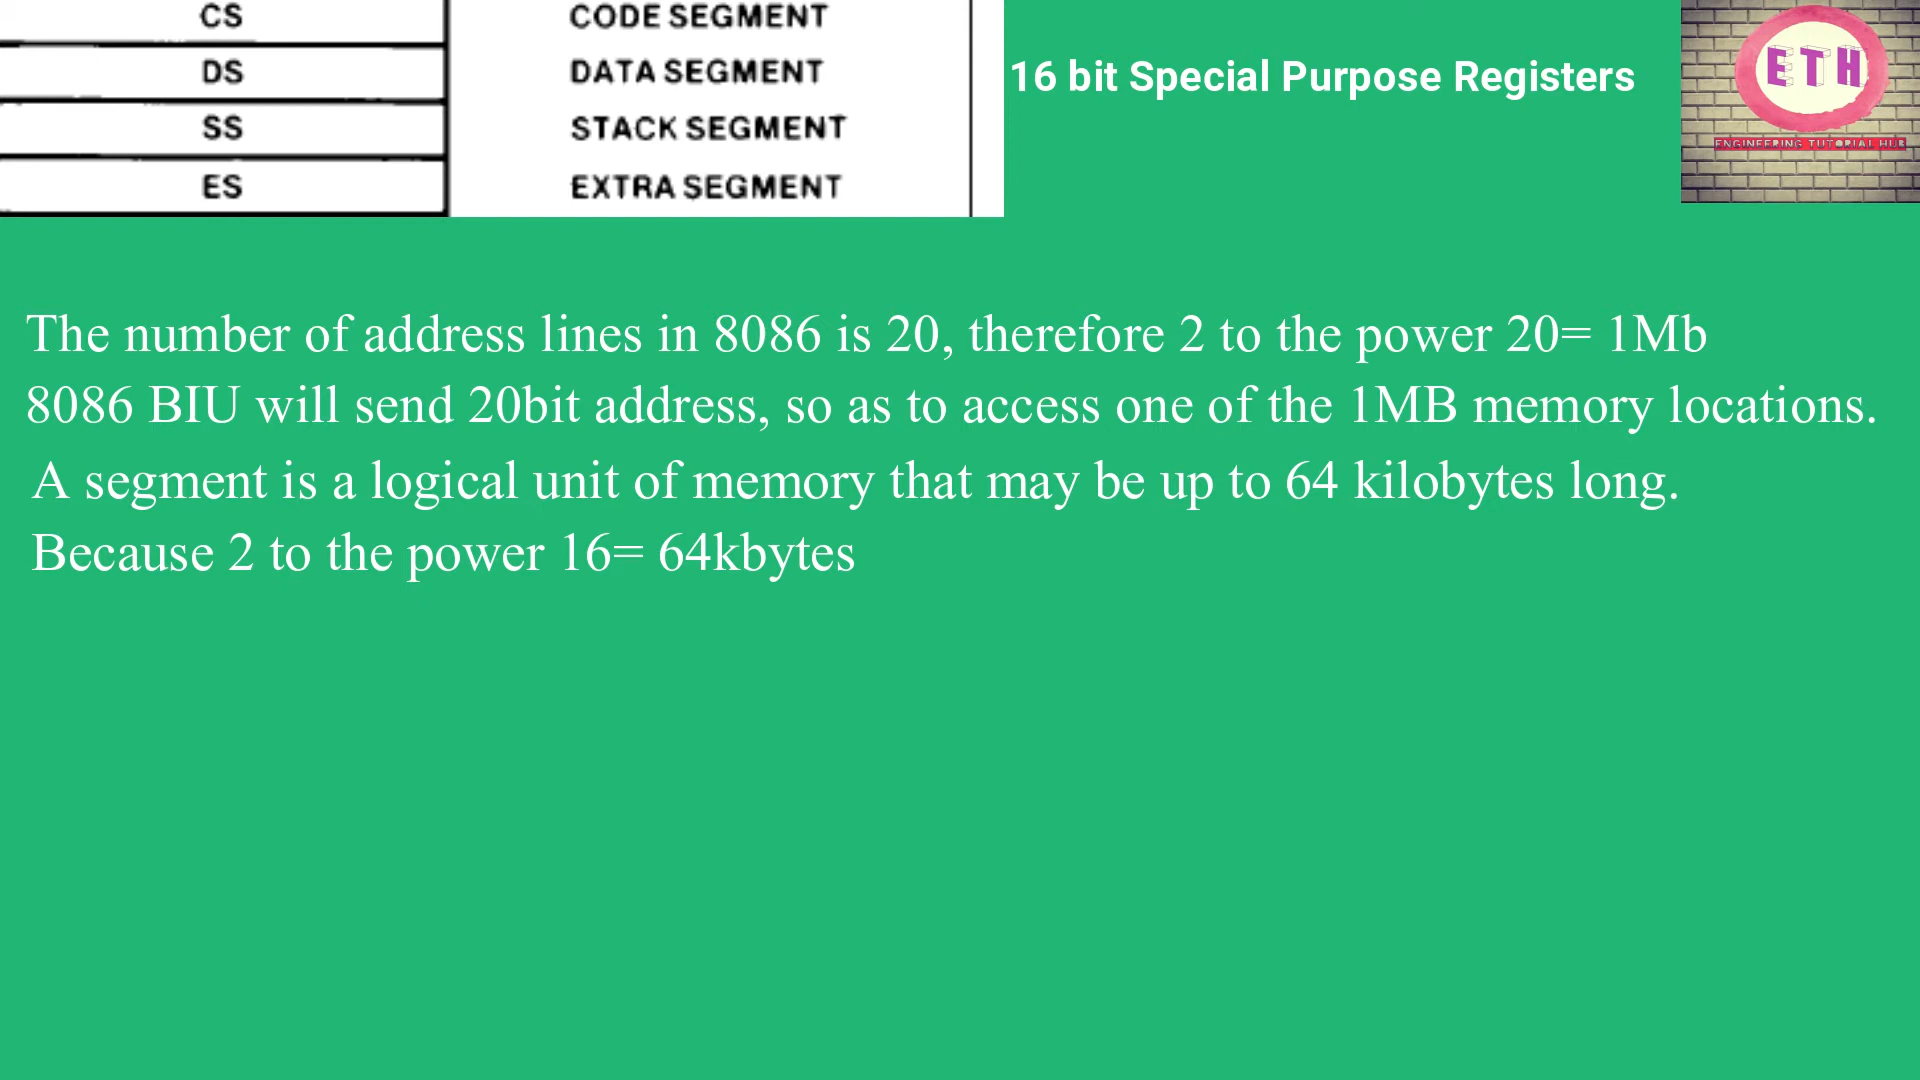 CS CODE SEGMENT
DS DATA SEGMENT
SS STACK SEGMENT
ES EXTRA SEGMENT
16 bit Special Purpose Registers
ETH
ENGINEERING TUTORIAL HUB
The number of address lines in 8086 is 20, therefore 2 to the power 20= 1Mb
8086 BIU will send 20bit address, so as to access one of the 1MB memory locations.
A segment is a logical unit of memory that may be up to 64 kilobytes long.
Because 2 to the power 16= 64kbytes